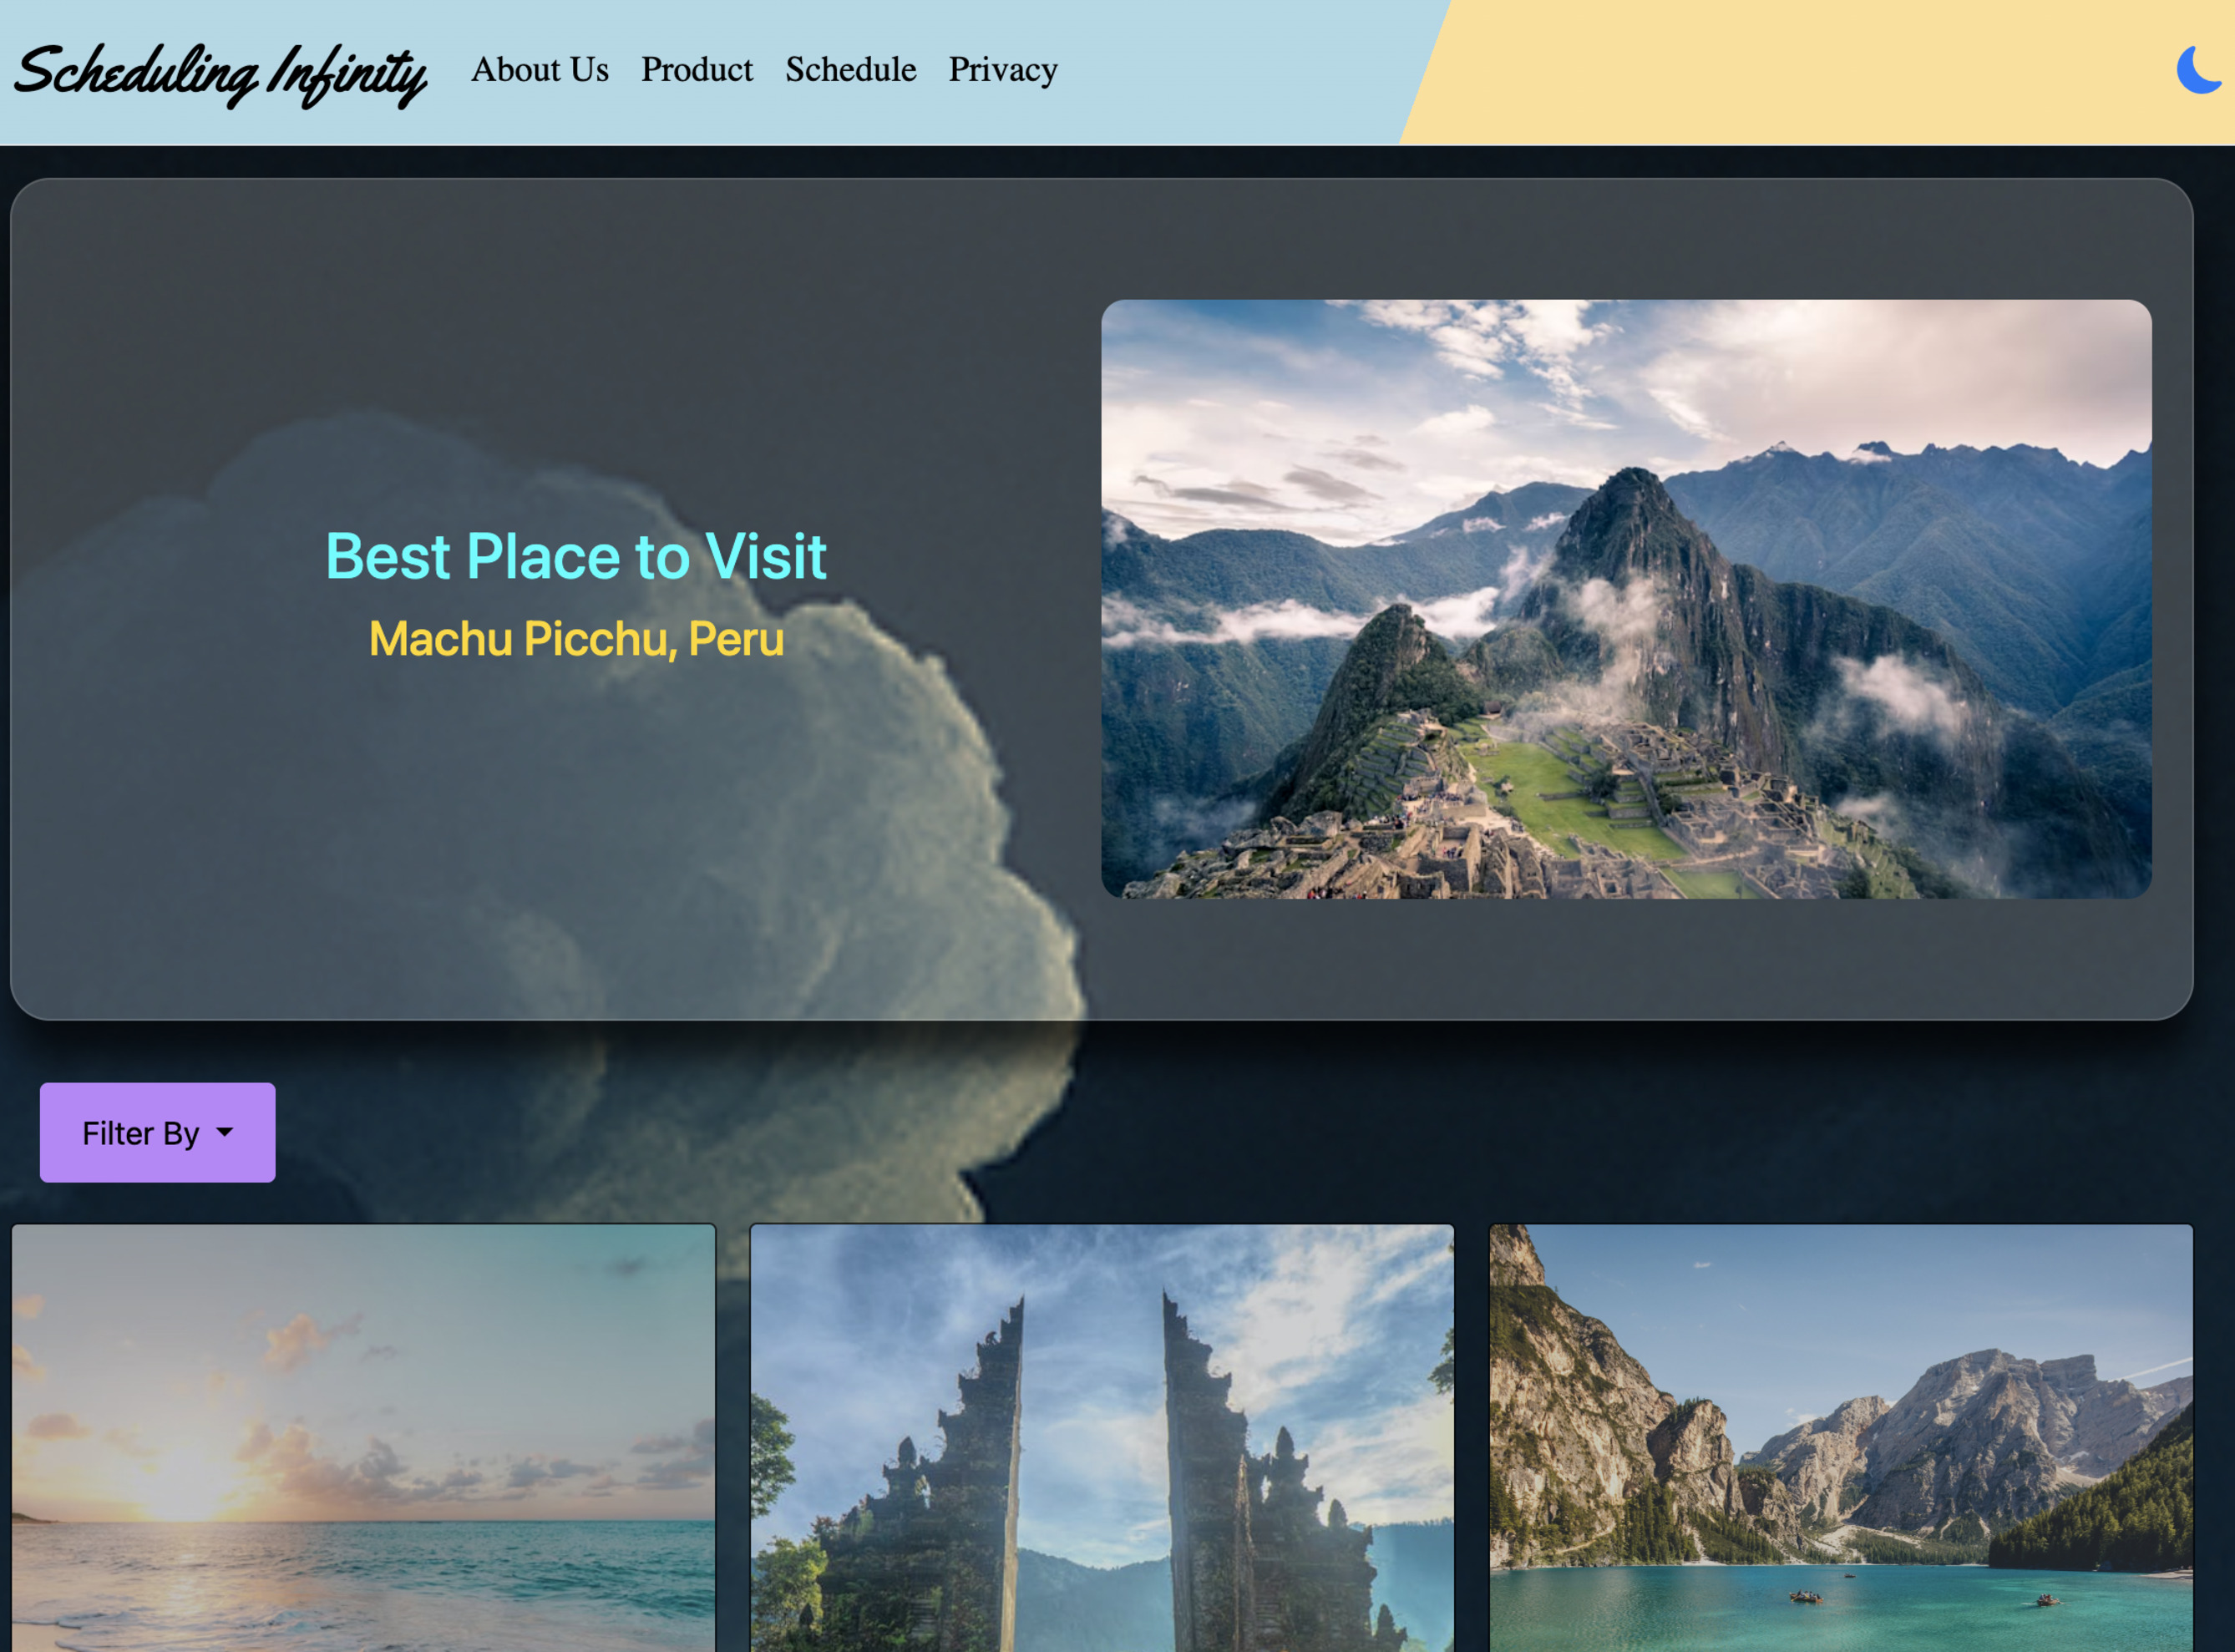 Scheduling Infinity About Us Product Schedule Privacy
Best Place to Visit
Machu Picchu, Peru
Filter By